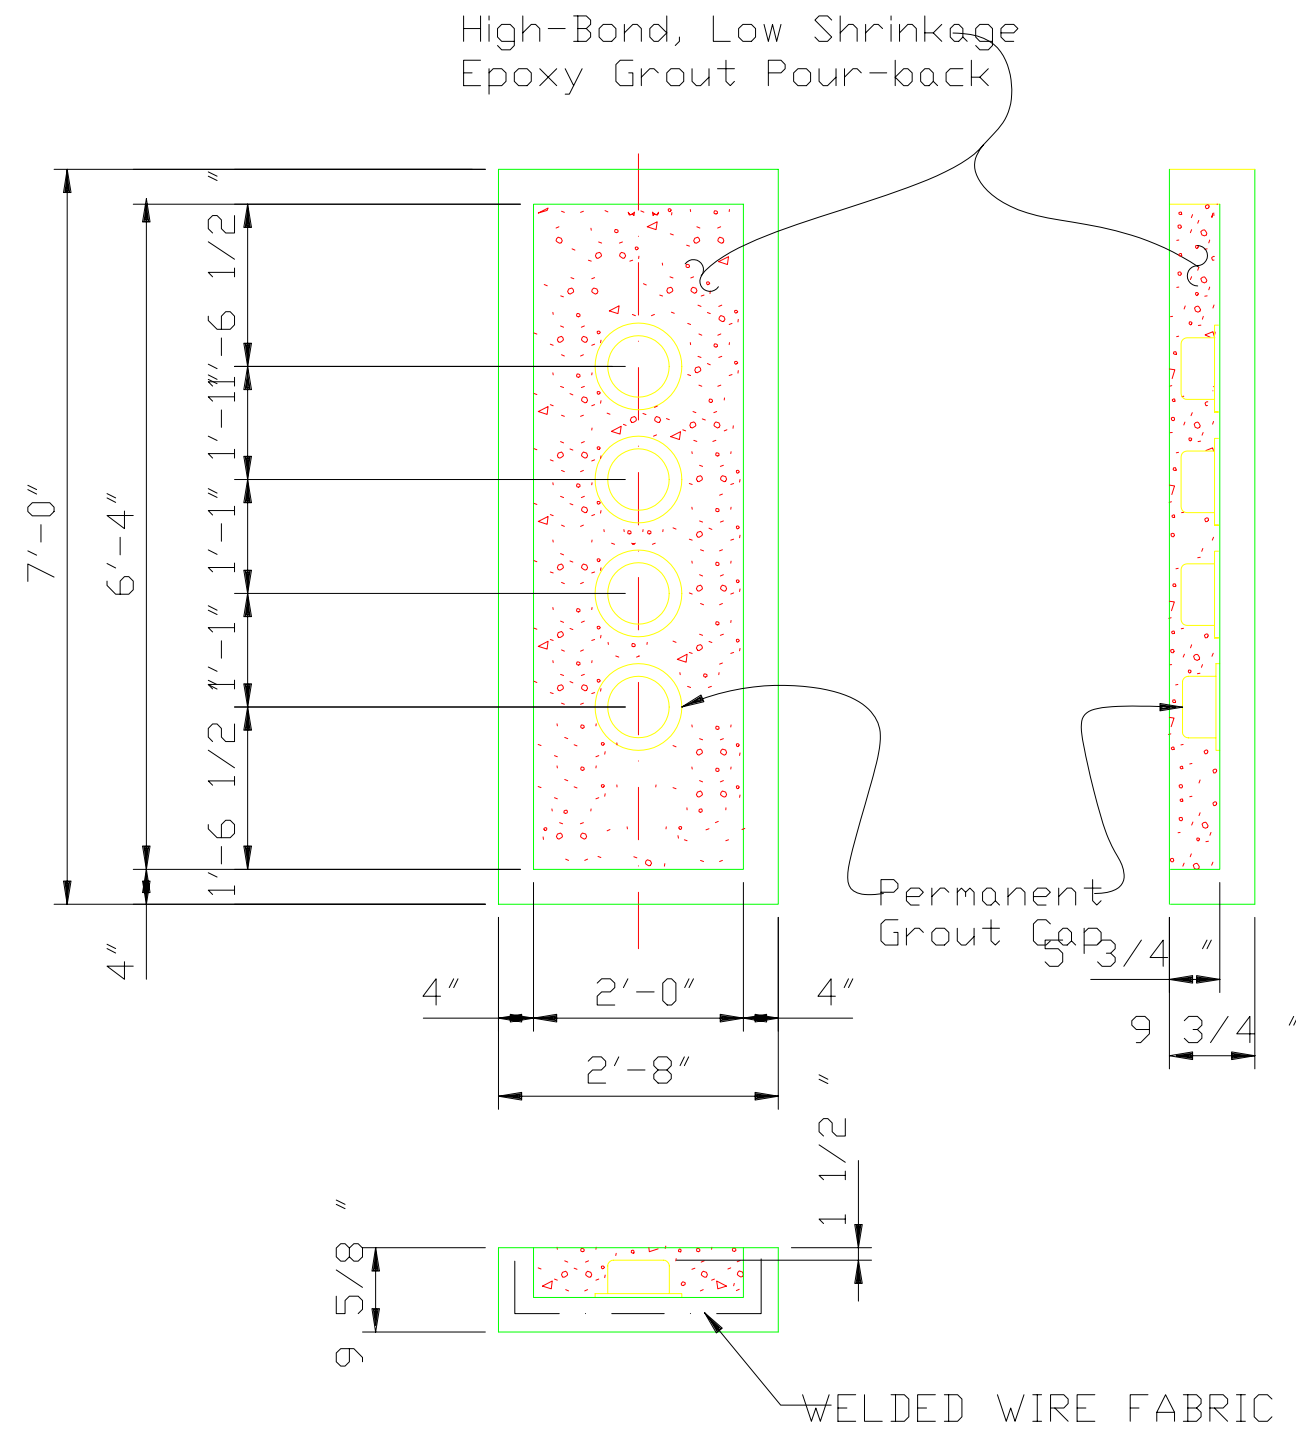 High-Bond, Low Shrinkage
Epoxy Grout Pour-back
7'-0"
6'-4"
1'-6 1/2 "
1'-1"
1'-1"
1'-1"
1'-6 1/2
4"
Permanent
Grout Cap
5 3/4 "
9 3/4 "
4"
2'-0"
4"
2'-8"
1 1/2 "
9 5/8 "
WELDED WIRE FABRIC